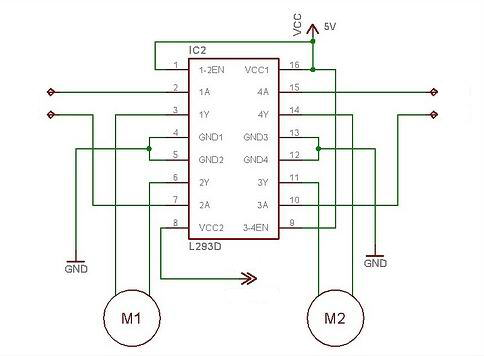 VCC
5V
IC2
1 1-2EN VCC1 16
2 1A 4A 15
3 1Y 4Y 14
4 GND1 GND3 13
5 GND2 GND4 12
6 2Y 3Y 11
7 2A 3A 10
8 VCC2 3-4EN 9
L293D
GND
GND
M1
M2